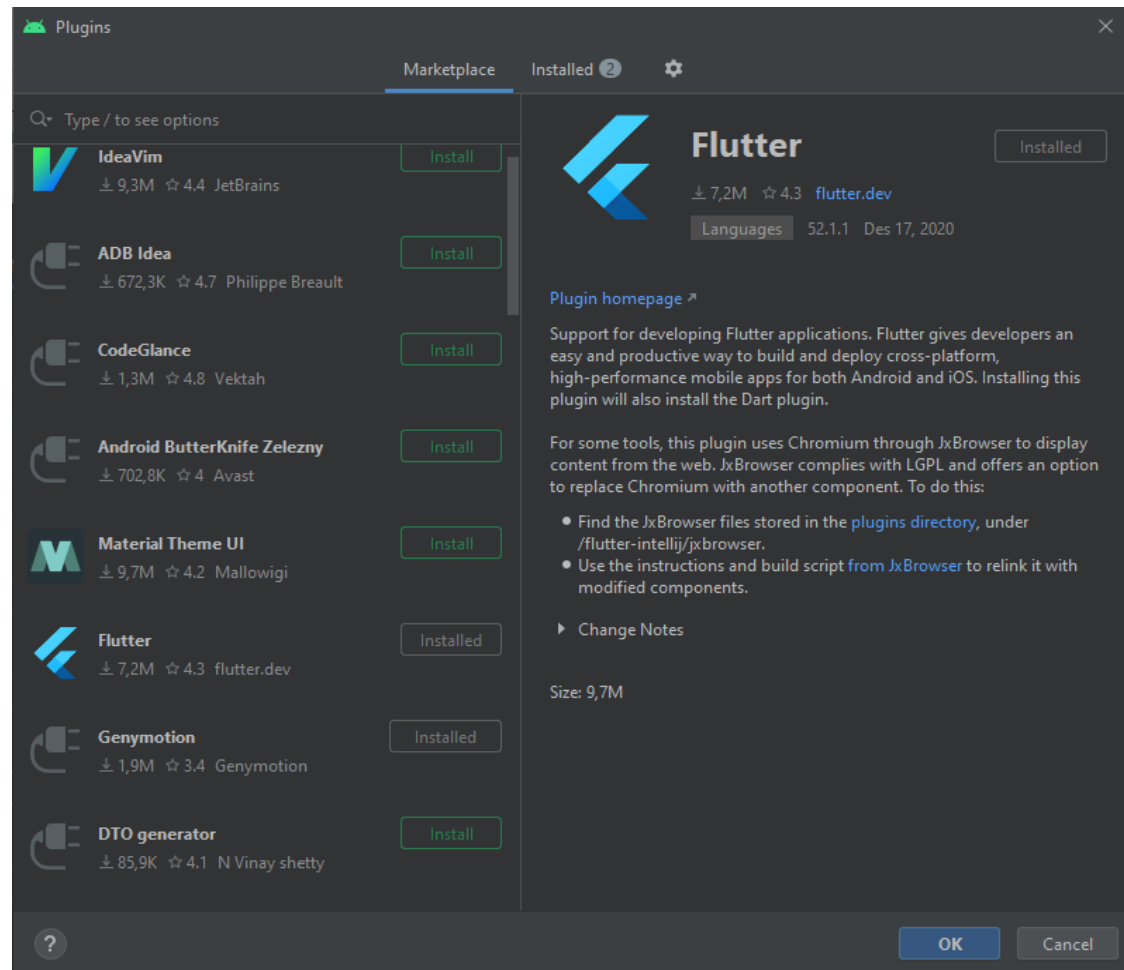 Plugins
Marketplace
Installed 2
Type / to see options
IdeaVim
Install
9,3M 4.4 JetBrains
ADB Idea
Install
672,3K 4.7 Philippe Breault
CodeGlance
Install
1,3M 4.8 Vektah
Android ButterKnife Zelezny
Install
702,8K 4 Avast
Material Theme UI
Install
9,7M 4.2 Mallowigi
Flutter
Installed
7,2M 4.3 flutter.dev
Genymotion
Installed
1,9M 3.4 Genymotion
DTO generator
Install
85,9K 4.1 N Vinay shetty
Flutter
Installed
7,2M 4.3 flutter.dev
Languages 52.1.1 Des 17, 2020
Plugin homepage
Support for developing Flutter applications. Flutter gives developers an
easy and productive way to build and deploy cross-platform,
high-performance mobile apps for both Android and iOS. Installing this
plugin will also install the Dart plugin.
For some tools, this plugin uses Chromium through JxBrowser to display
content from the web. JxBrowser complies with LGPL and offers an option
to replace Chromium with another component. To do this:
Find the JxBrowser files stored in the plugins directory, under
/flutter-intellij/jxbrowser.
Use the instructions and build script from JxBrowser to relink it with
modified components.
Change Notes
Size: 9,7M
?
OK
Cancel